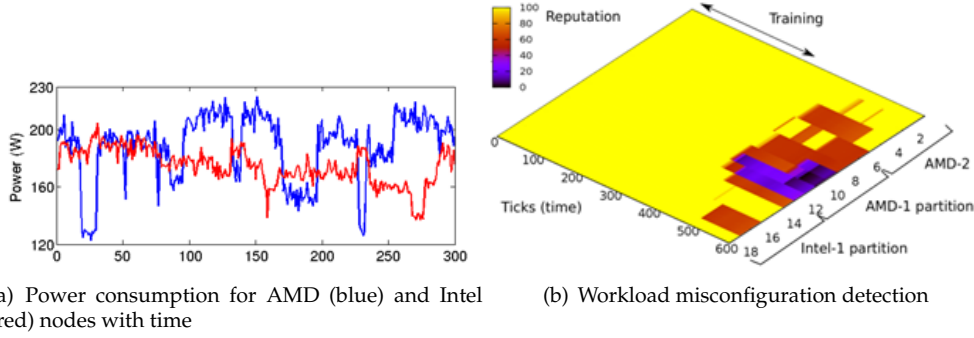 230
200
160
120
Power (W)
0 50 100 150 200 250 300
100
80
60
40
20
0
Reputation
Training
0
100
200
300
400
500
600
Ticks (time)
2
4
6
8
10
12
14
16
18
AMD-2
AMD-1 partition
Intel-1 partition
a) Power consumption for AMD (blue) and Intel
red) nodes with time
(b) Workload misconfiguration detection